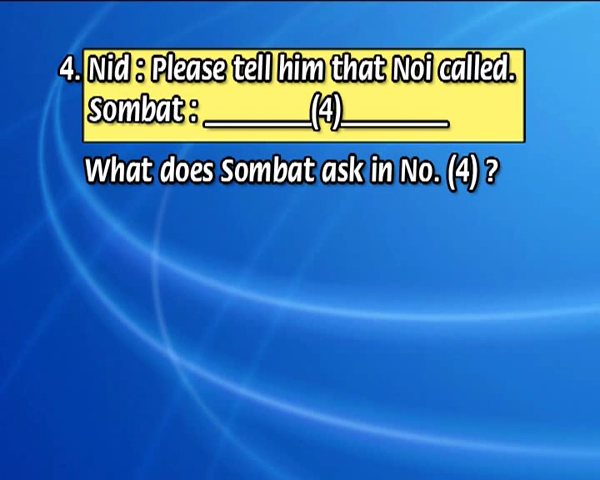 4. Nid : Please tell him that Noi called.
Sombat : ________(4)________
What does Sombat ask in No. (4) ?